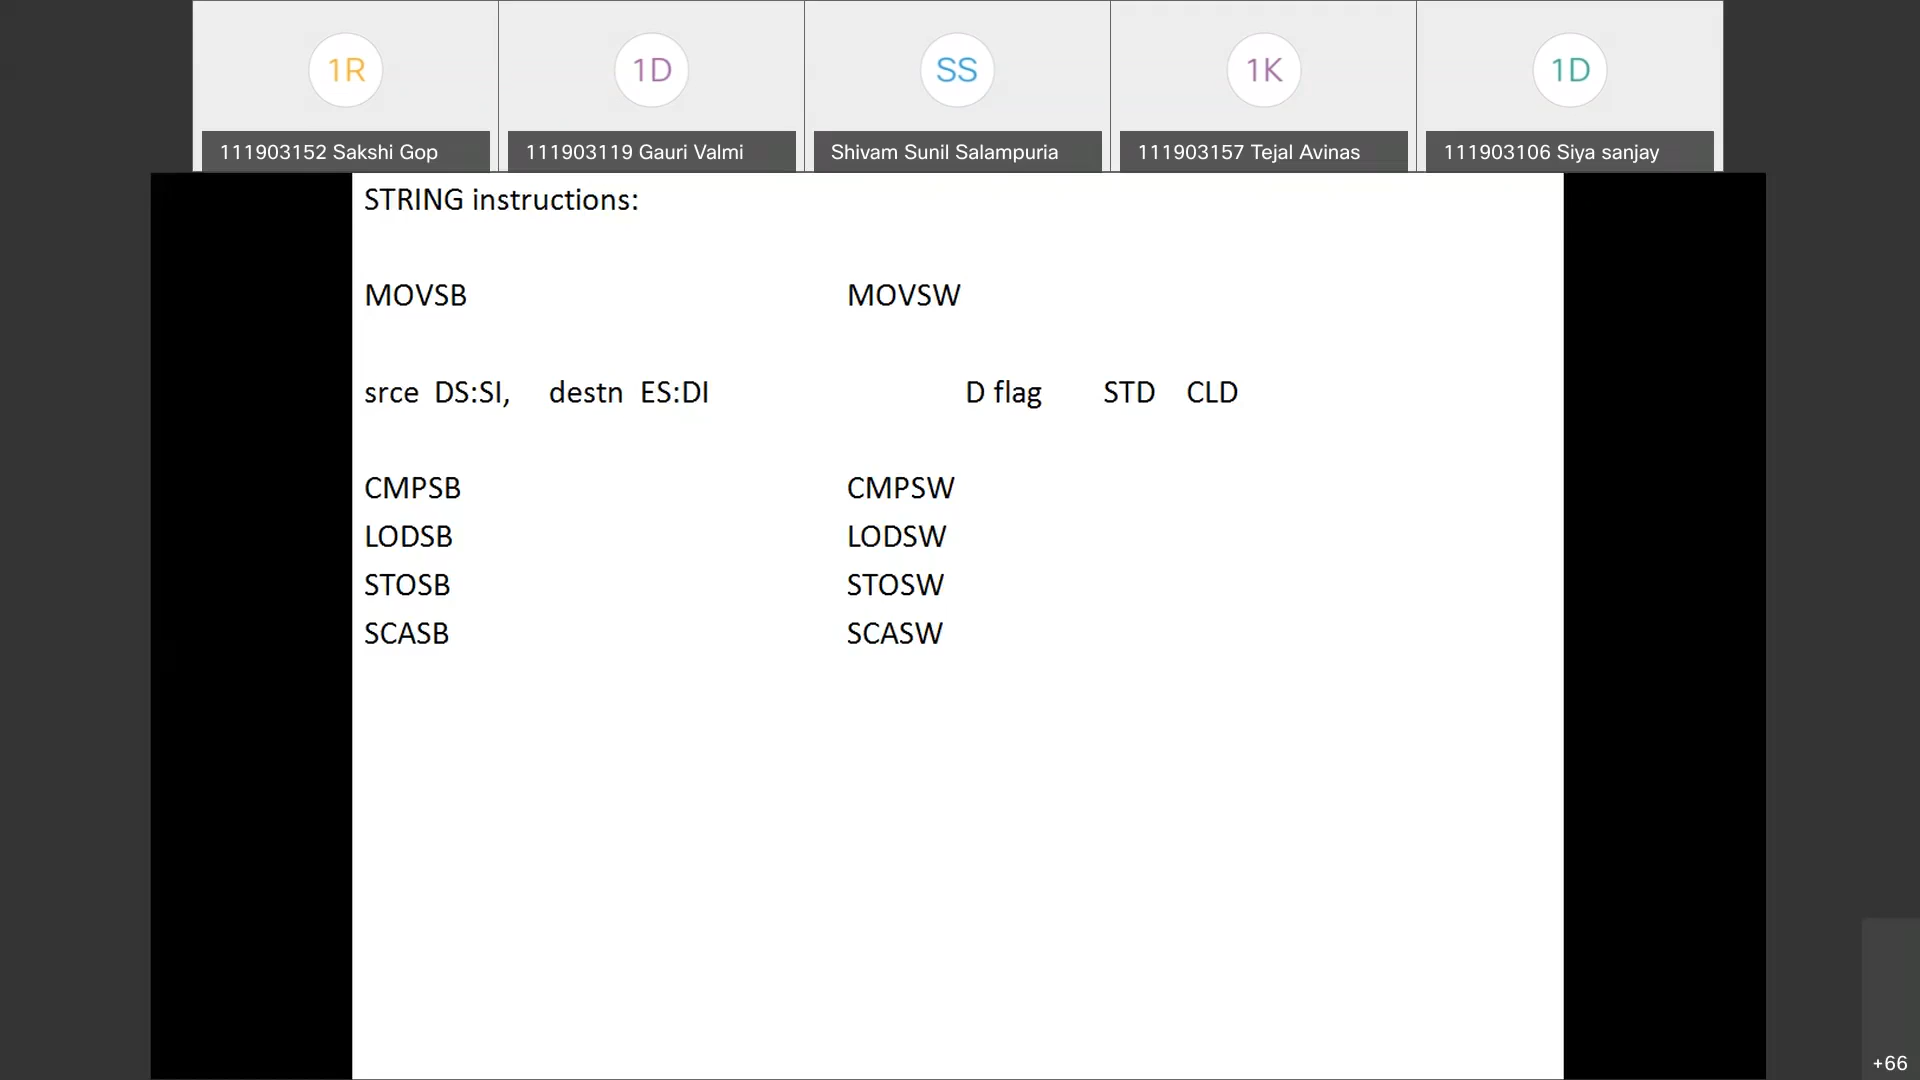 1R 1D SS 1K 1D
111903152 Sakshi Gop 111903119 Gauri Valmi Shivam Sunil Salampuria 111903157 Tejal Avinas 111903106 Siya sanjay
STRING instructions:
MOVSB MOVSW
srce DS:SI, destn ES:DI D flag STD CLD
CMPSB CMPSW
LODSB LODSW
STOSB STOSW
SCASB SCASW
+66